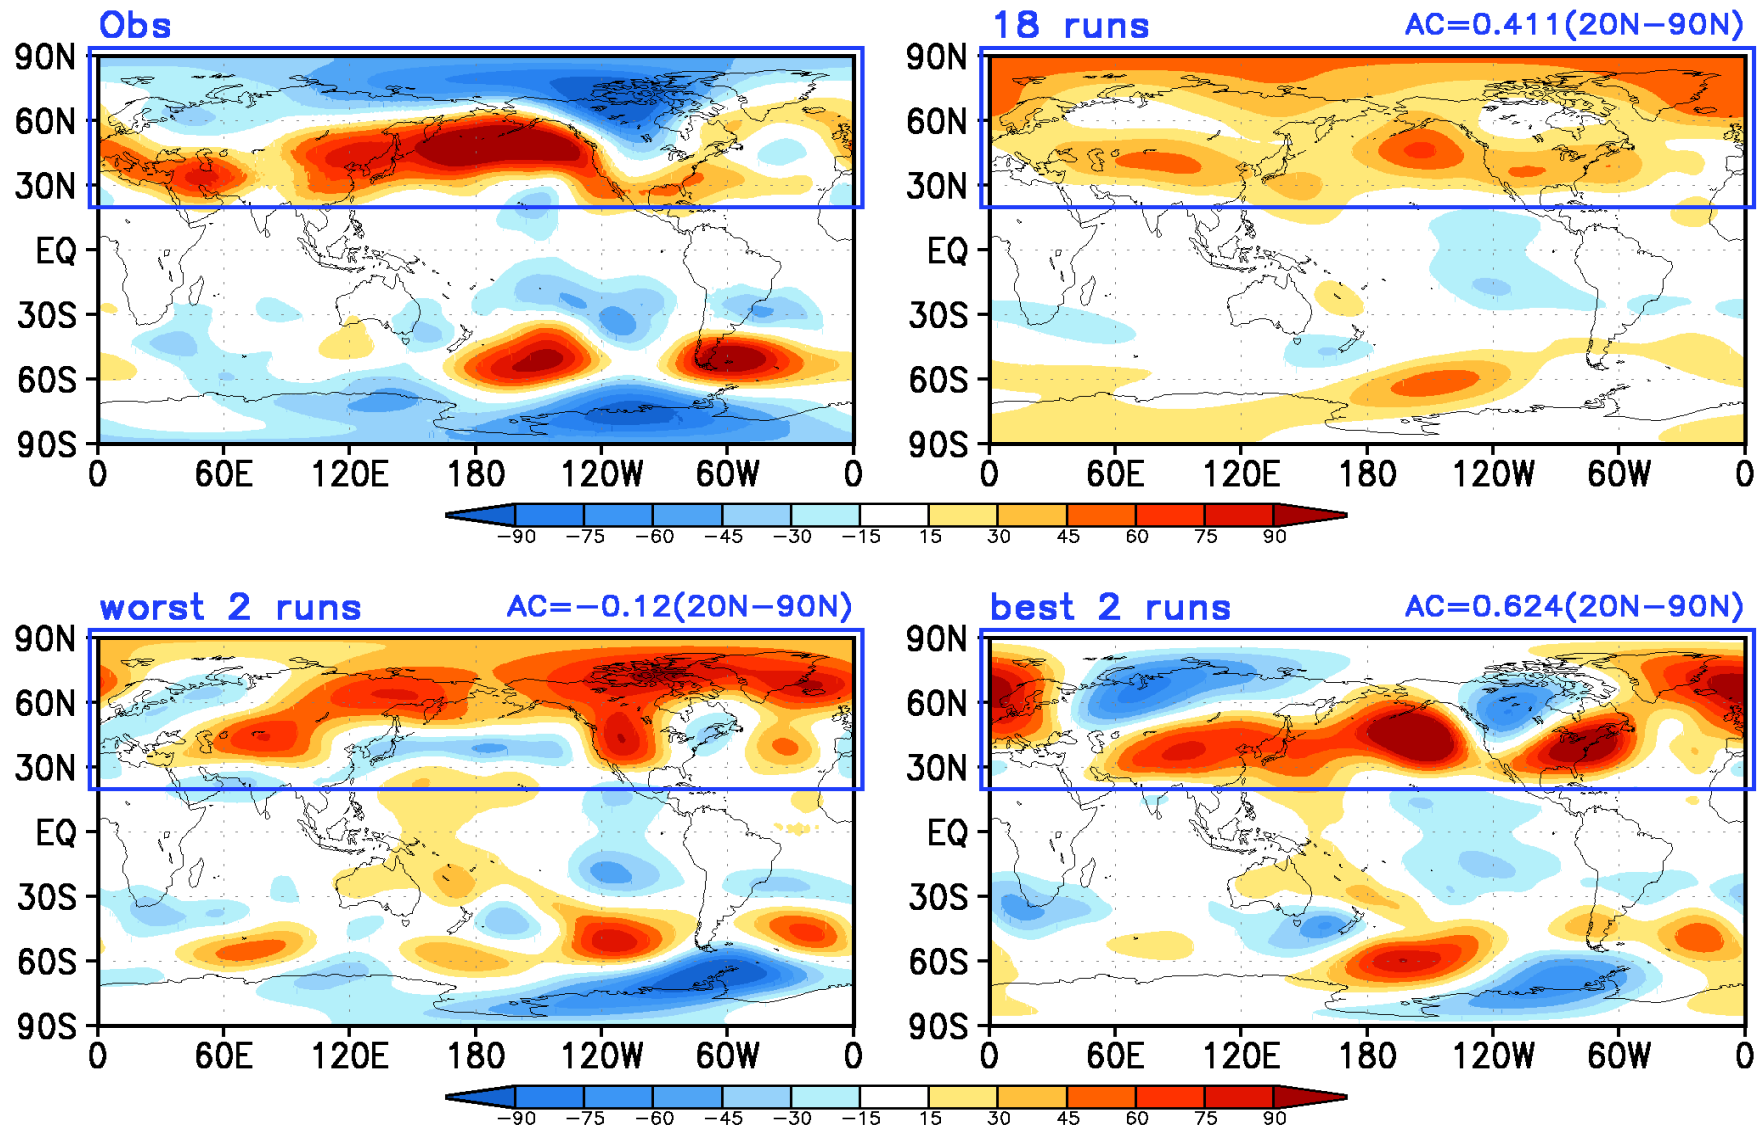 Obs
18 runs AC=0.411(20N−90N)
90N
60N
30N
EQ
30S
60S
90S
0 60E 120E 180 120W 60W 0
90N
60N
30N
EQ
30S
60S
90S
0 60E 120E 180 120W 60W 0
−90 −75 −60 −45 −30 −15 15 30 45 60 75 90
worst 2 runs AC=−0.12(20N−90N)
best 2 runs AC=0.624(20N−90N)
90N
60N
30N
EQ
30S
60S
90S
0 60E 120E 180 120W 60W 0
90N
60N
30N
EQ
30S
60S
90S
0 60E 120E 180 120W 60W 0
−90 −75 −60 −45 −30 −15 15 30 45 60 75 90